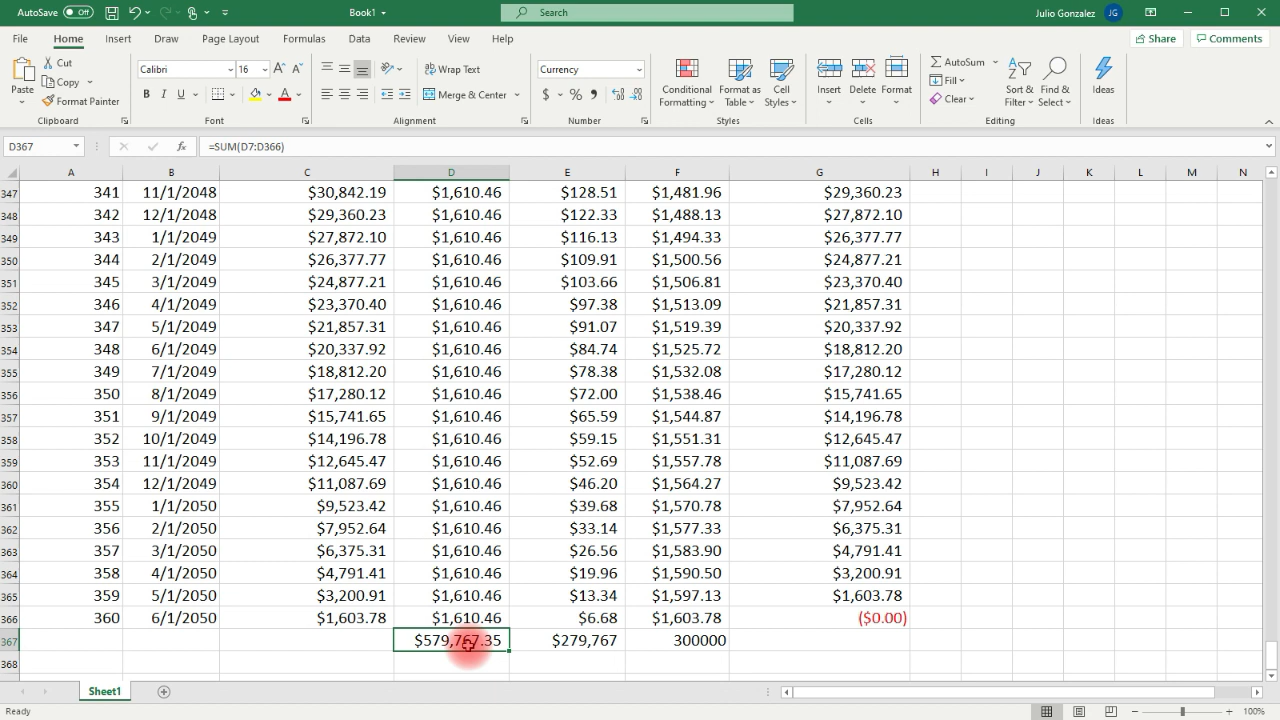 AutoSave Off Book1 Search Julio Gonzalez JG
File Home Insert Draw Page Layout Formulas Data Review View Help Share Comments
Paste Cut Copy Format Painter Clipboard
Calibri 16 B I U A A A Font
Wrap Text Merge & Center Alignment
Currency $ % Number
Conditional Formatting Format as Table Cell Styles Styles
Insert Delete Format Cells
AutoSum Fill Clear Sort & Filter Find & Select Editing
Ideas Ideas
D367 fx =SUM(D7:D366)
A B C D E F G H I J K L M N
347 341 11/1/2048 $30,842.19 $1,610.46 $128.51 $1,481.96 $29,360.23
348 342 12/1/2048 $29,360.23 $1,610.46 $122.33 $1,488.13 $27,872.10
349 343 1/1/2049 $27,872.10 $1,610.46 $116.13 $1,494.33 $26,377.77
350 344 2/1/2049 $26,377.77 $1,610.46 $109.91 $1,500.56 $24,877.21
351 345 3/1/2049 $24,877.21 $1,610.46 $103.66 $1,506.81 $23,370.40
352 346 4/1/2049 $23,370.40 $1,610.46 $97.38 $1,513.09 $21,857.31
353 347 5/1/2049 $21,857.31 $1,610.46 $91.07 $1,519.39 $20,337.92
354 348 6/1/2049 $20,337.92 $1,610.46 $84.74 $1,525.72 $18,812.20
355 349 7/1/2049 $18,812.20 $1,610.46 $78.38 $1,532.08 $17,280.12
356 350 8/1/2049 $17,280.12 $1,610.46 $72.00 $1,538.46 $15,741.65
357 351 9/1/2049 $15,741.65 $1,610.46 $65.59 $1,544.87 $14,196.78
358 352 10/1/2049 $14,196.78 $1,610.46 $59.15 $1,551.31 $12,645.47
359 353 11/1/2049 $12,645.47 $1,610.46 $52.69 $1,557.78 $11,087.69
360 354 12/1/2049 $11,087.69 $1,610.46 $46.20 $1,564.27 $9,523.42
361 355 1/1/2050 $9,523.42 $1,610.46 $39.68 $1,570.78 $7,952.64
362 356 2/1/2050 $7,952.64 $1,610.46 $33.14 $1,577.33 $6,375.31
363 357 3/1/2050 $6,375.31 $1,610.46 $26.56 $1,583.90 $4,791.41
364 358 4/1/2050 $4,791.41 $1,610.46 $19.96 $1,590.50 $3,200.91
365 359 5/1/2050 $3,200.91 $1,610.46 $13.34 $1,597.13 $1,603.78
366 360 6/1/2050 $1,603.78 $1,610.46 $6.68 $1,603.78 ($0.00)
367 $579,767.35 $279,767 300000
368
Sheet1
Ready 100%